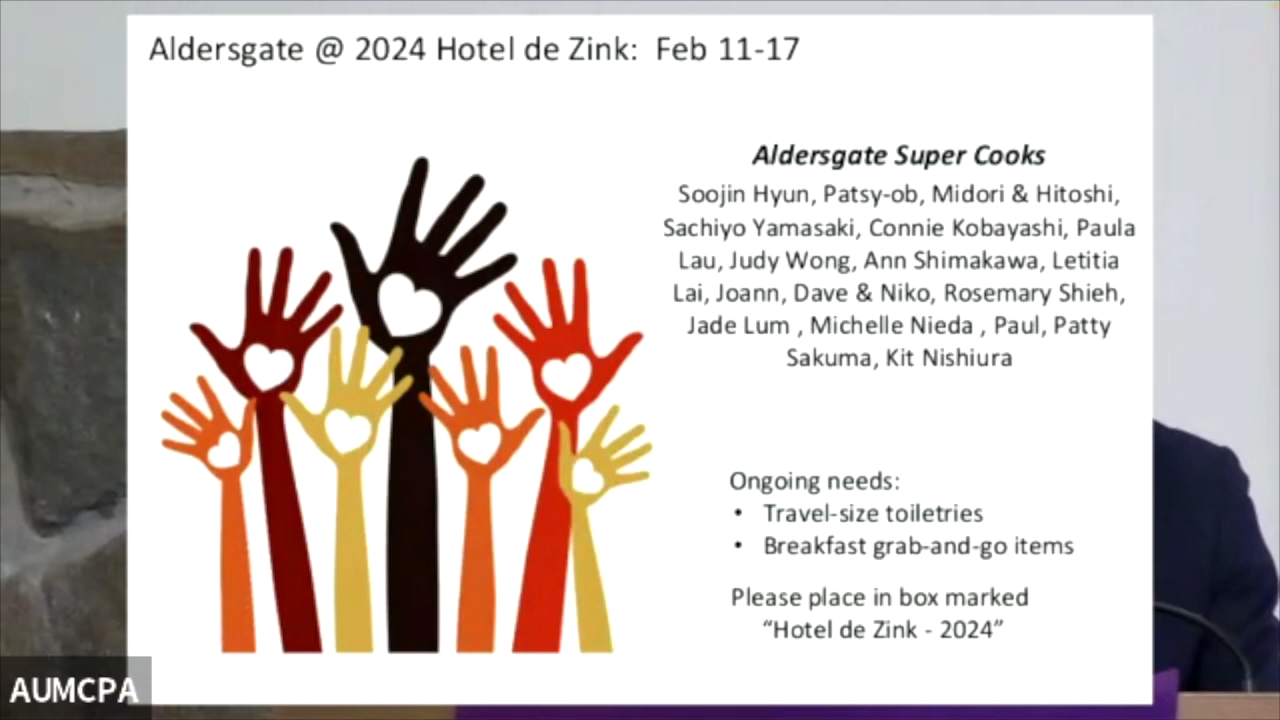 Aldersgate @ 2024 Hotel de Zink: Feb 11-17
Aldersgate Super Cooks
Soojin Hyun, Patsy-ob, Midori & Hitoshi,
Sachiyo Yamasaki, Connie Kobayashi, Paula
Lau, Judy Wong, Ann Shimakawa, Letitia
Lai, Joann, Dave & Niko, Rosemary Shieh,
Jade Lum , Michelle Nieda , Paul, Patty
Sakuma, Kit Nishiura
Ongoing needs:
• Travel-size toiletries
• Breakfast grab-and-go items
Please place in box marked
“Hotel de Zink - 2024”
AUMCPA